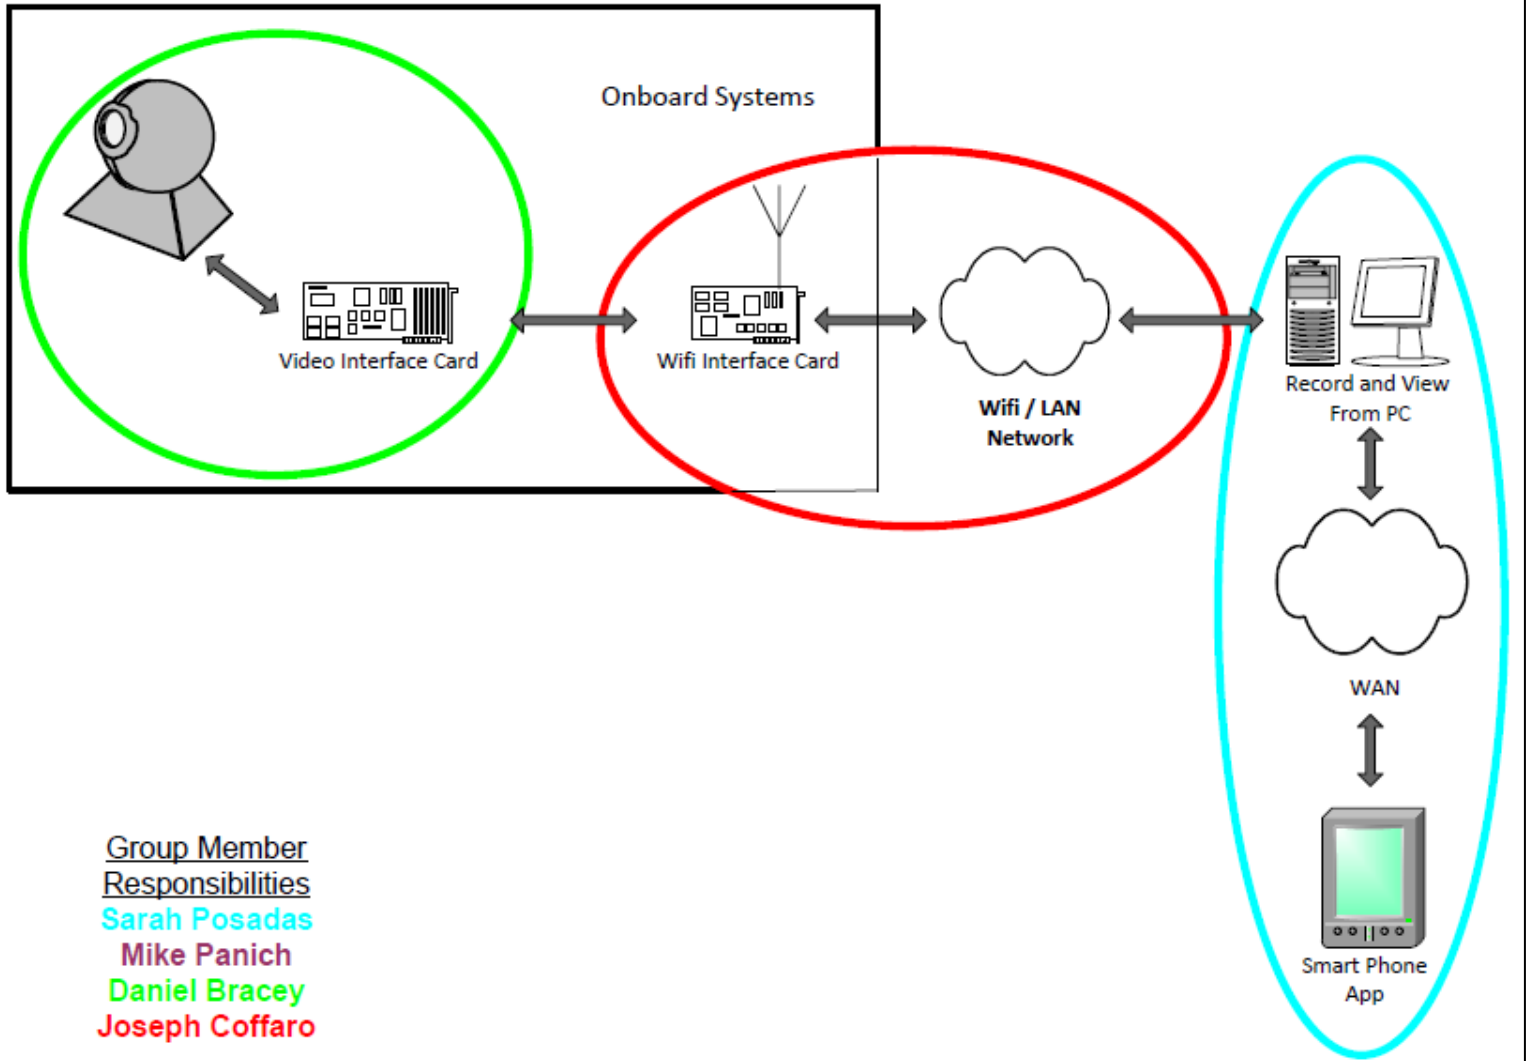 Onboard Systems
Video Interface Card
Wifi Interface Card
Wifi / LAN
Network
Record and View
From PC
WAN
Smart Phone
App
Group Member
Responsibilities
Sarah Posadas
Mike Panich
Daniel Bracey
Joseph Coffaro